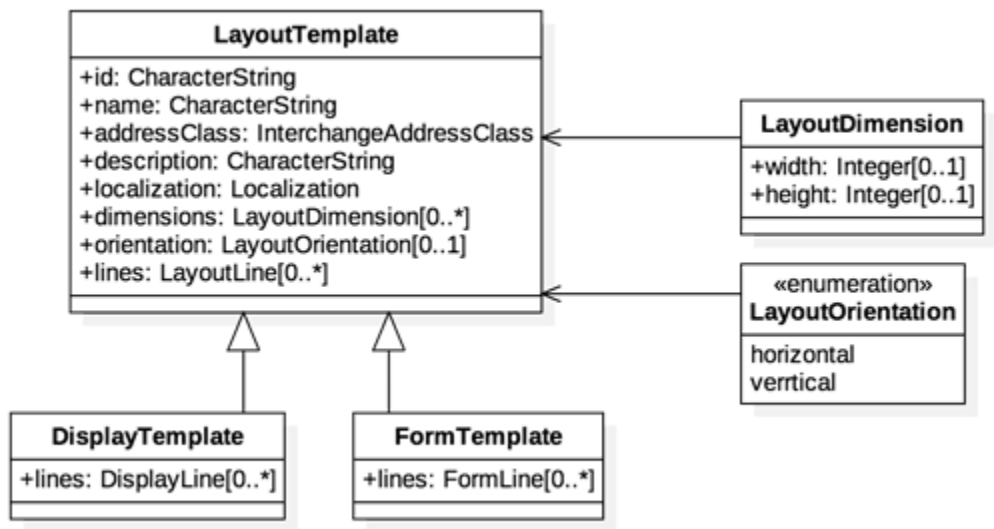 LayoutTemplate
+id: CharacterString
+name: CharacterString
+addressClass: InterchangeAddressClass
+description: CharacterString
+localization: Localization
+dimensions: LayoutDimension[0..*]
+orientation: LayoutOrientation[0..1]
+lines: LayoutLine[0..*]
LayoutDimension
+width: Integer[0..1]
+height: Integer[0..1]
«enumeration»
LayoutOrientation
horizontal
verrtical
DisplayTemplate
+lines: DisplayLine[0..*]
FormTemplate
+lines: FormLine[0..*]